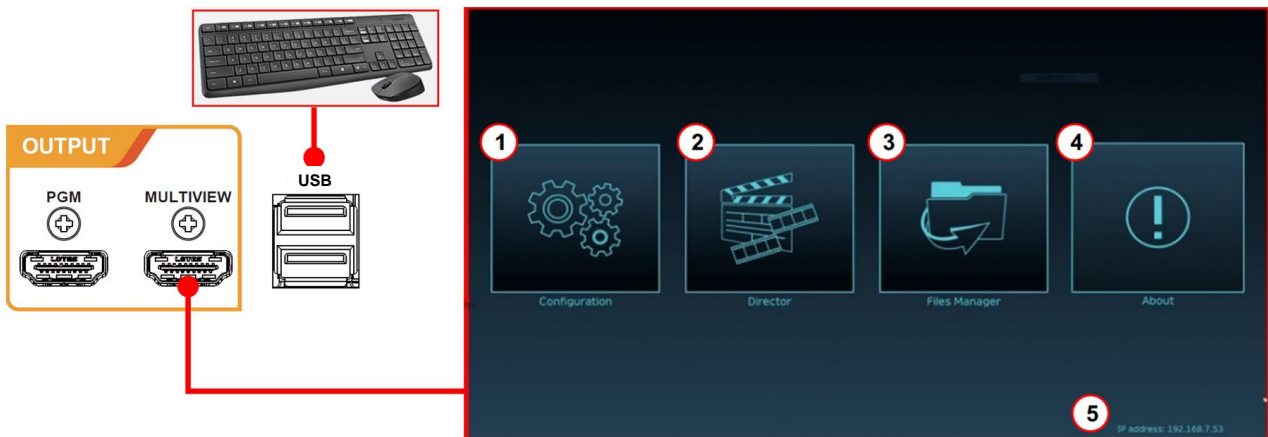 OUTPUT
PGM
MULTIVIEW
USB
1
2
3
4
Configuration
Director
Files Manager
About
5
IP address: 192.168.7.53